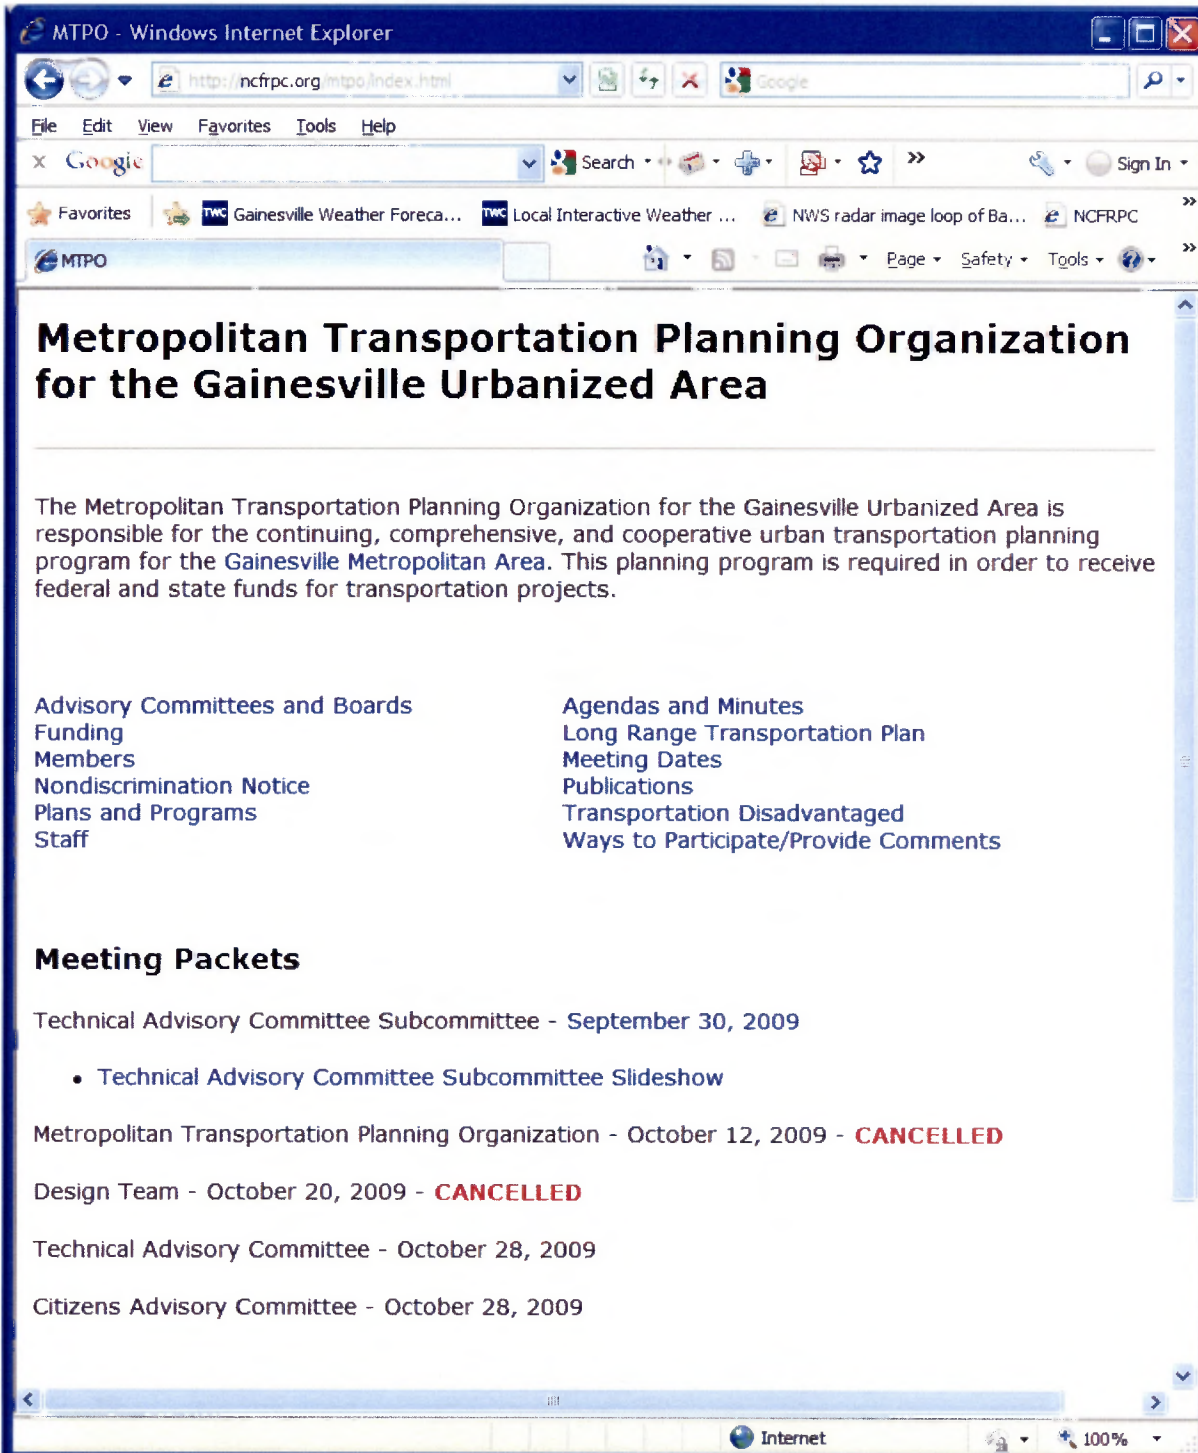 MTPO - Windows Internet Explorer
http://ncfrpc.org/mtpo/index.html
Google
File Edit View Favorites Tools Help
x Google Search Sign In
Favorites TWC Gainesville Weather Foreca... TWC Local Interactive Weather ... NWS radar image loop of Ba... NCFRPC
MTPO Page Safety Tools
Metropolitan Transportation Planning Organization
for the Gainesville Urbanized Area
The Metropolitan Transportation Planning Organization for the Gainesville Urbanized Area is
responsible for the continuing, comprehensive, and cooperative urban transportation planning
program for the Gainesville Metropolitan Area. This planning program is required in order to receive
federal and state funds for transportation projects.
Advisory Committees and Boards
Funding
Members
Nondiscrimination Notice
Plans and Programs
Staff
Agendas and Minutes
Long Range Transportation Plan
Meeting Dates
Publications
Transportation Disadvantaged
Ways to Participate/Provide Comments
Meeting Packets
Technical Advisory Committee Subcommittee - September 30, 2009
• Technical Advisory Committee Subcommittee Slideshow
Metropolitan Transportation Planning Organization - October 12, 2009 - CANCELLED
Design Team - October 20, 2009 - CANCELLED
Technical Advisory Committee - October 28, 2009
Citizens Advisory Committee - October 28, 2009
Internet 100%